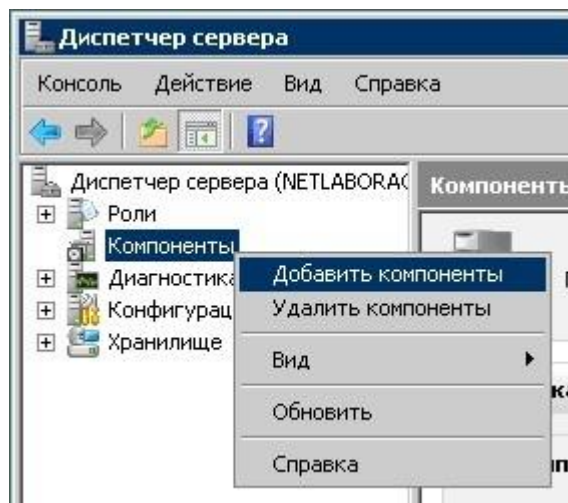 Диспетчер сервера
Консоль Действие Вид Справка
Диспетчер сервера (NETLABORA
Компоненты
Роли
Компоненты
Диагностика
Конфигурац
Хранилище
Добавить компоненты
Удалить компоненты
Вид
Обновить
Справка